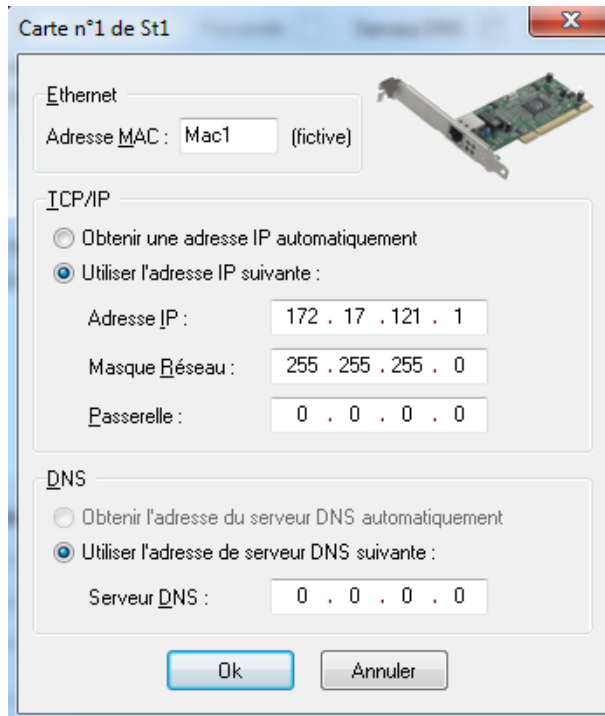 Carte n°1 de St1
Ethernet
Adresse MAC : Mac1 (fictive)
TCP/IP
Obtenir une adresse IP automatiquement
Utiliser l'adresse IP suivante :
Adresse IP : 172 . 17 . 121 . 1
Masque Réseau : 255 . 255 . 255 . 0
Passerelle : 0 . 0 . 0 . 0
DNS
Obtenir l'adresse du serveur DNS automatiquement
Utiliser l'adresse de serveur DNS suivante :
Serveur DNS : 0 . 0 . 0 . 0
Ok Annuler